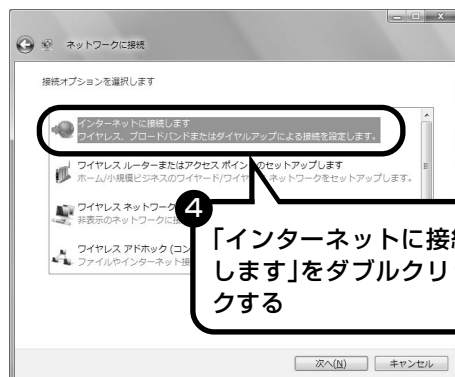 ネットワークに接続
接続オプションを選択します
インターネットに接続します
ワイヤレス、ブロードバンドまたはダイヤルアップによる接続を設定します。
ワイヤレス ルーターまたはアクセス ポイン のセットアップします
ホーム/小規模ビジネスのワイヤード/ワイヤ ネットワークをセットアップします。
ワイヤレス ネットワーク
非表示のネットワークに
ワイヤレス アドホック (コン
ファイルやインターネット接
4
「インターネットに接続
します」をダブルクリ
クする
次へ(N)
キャンセル